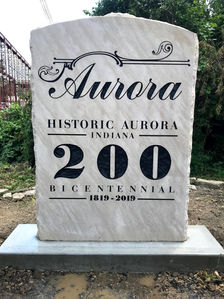 Aurora
HISTORIC AURORA
INDIANA
200
BICENTENNIAL
1819-2019